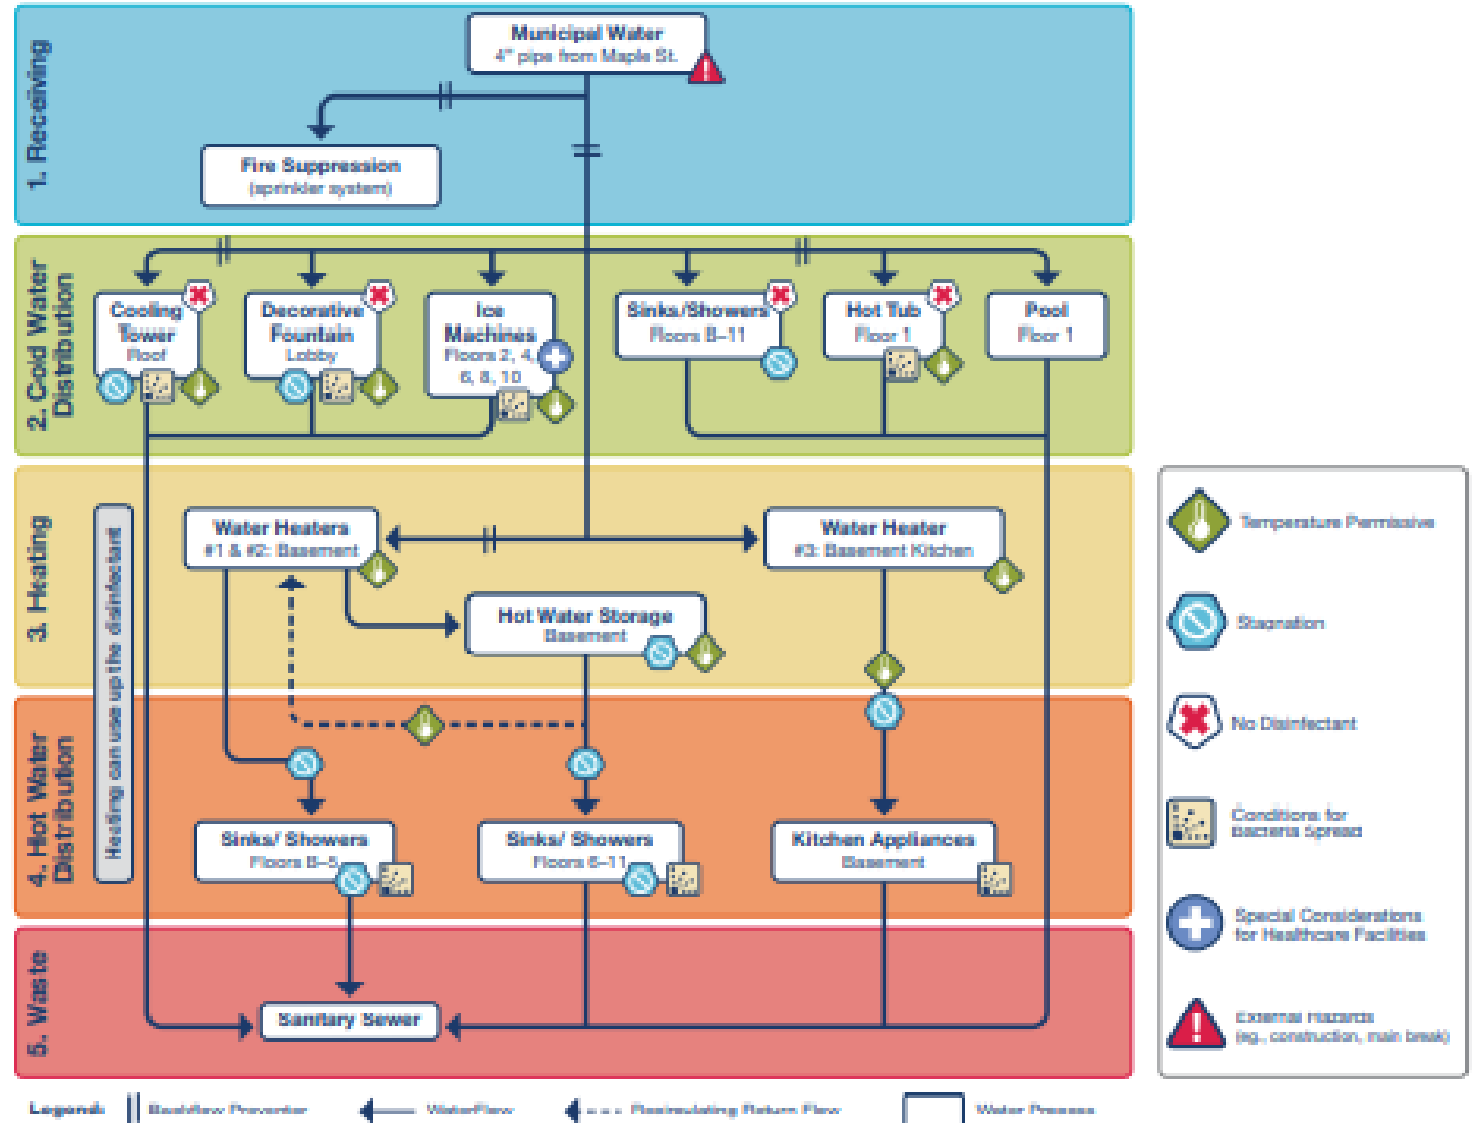 1. Receiving
Municipal Water
4" pipe from Maple St.
Fire Suppression
(sprinkler system)
2. Cold Water
Distribution
Cooling
Tower
Roof
Decorative
Fountain
Lobby
Ice
Machines
Floors 2, 4,
6, 8, 10
Sinks/Showers
Floors B–11
Hot Tub
Floor 1
Pool
Floor 1
3. Heating
Heating can use up the disinfectant
Water Heaters
#1 & #2: Basement
Water Heater
#3: Basement Kitchen
Hot Water Storage
Basement
4. Hot Water
Distribution
Sinks/ Showers
Floors B–5
Sinks/ Showers
Floors 6–11
Kitchen Appliances
Basement
5. Waste
Sanitary Sewer
Temperature Permissive
Stagnation
No Disinfectant
Conditions for
Bacteria Spread
Special Considerations
for Healthcare Facilities
External Hazards
(eg., construction, main break)
Legend:
Backflow Preventer
WaterFlow
Recirculating Return Flow
Water Process